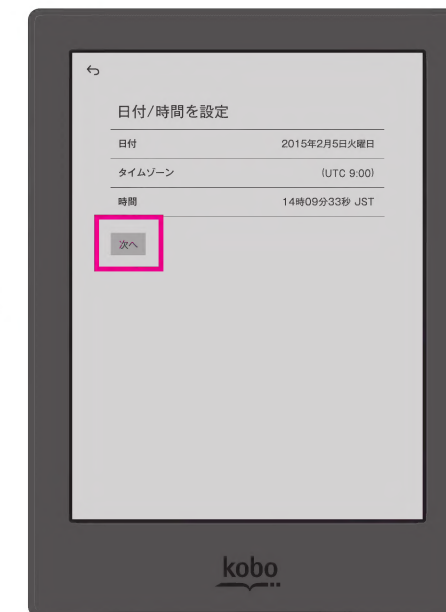 日付/時間を設定
日付 2015年2月5日火曜日
タイムゾーン (UTC 9:00)
時間 14時09分33秒 JST
次へ
kobo